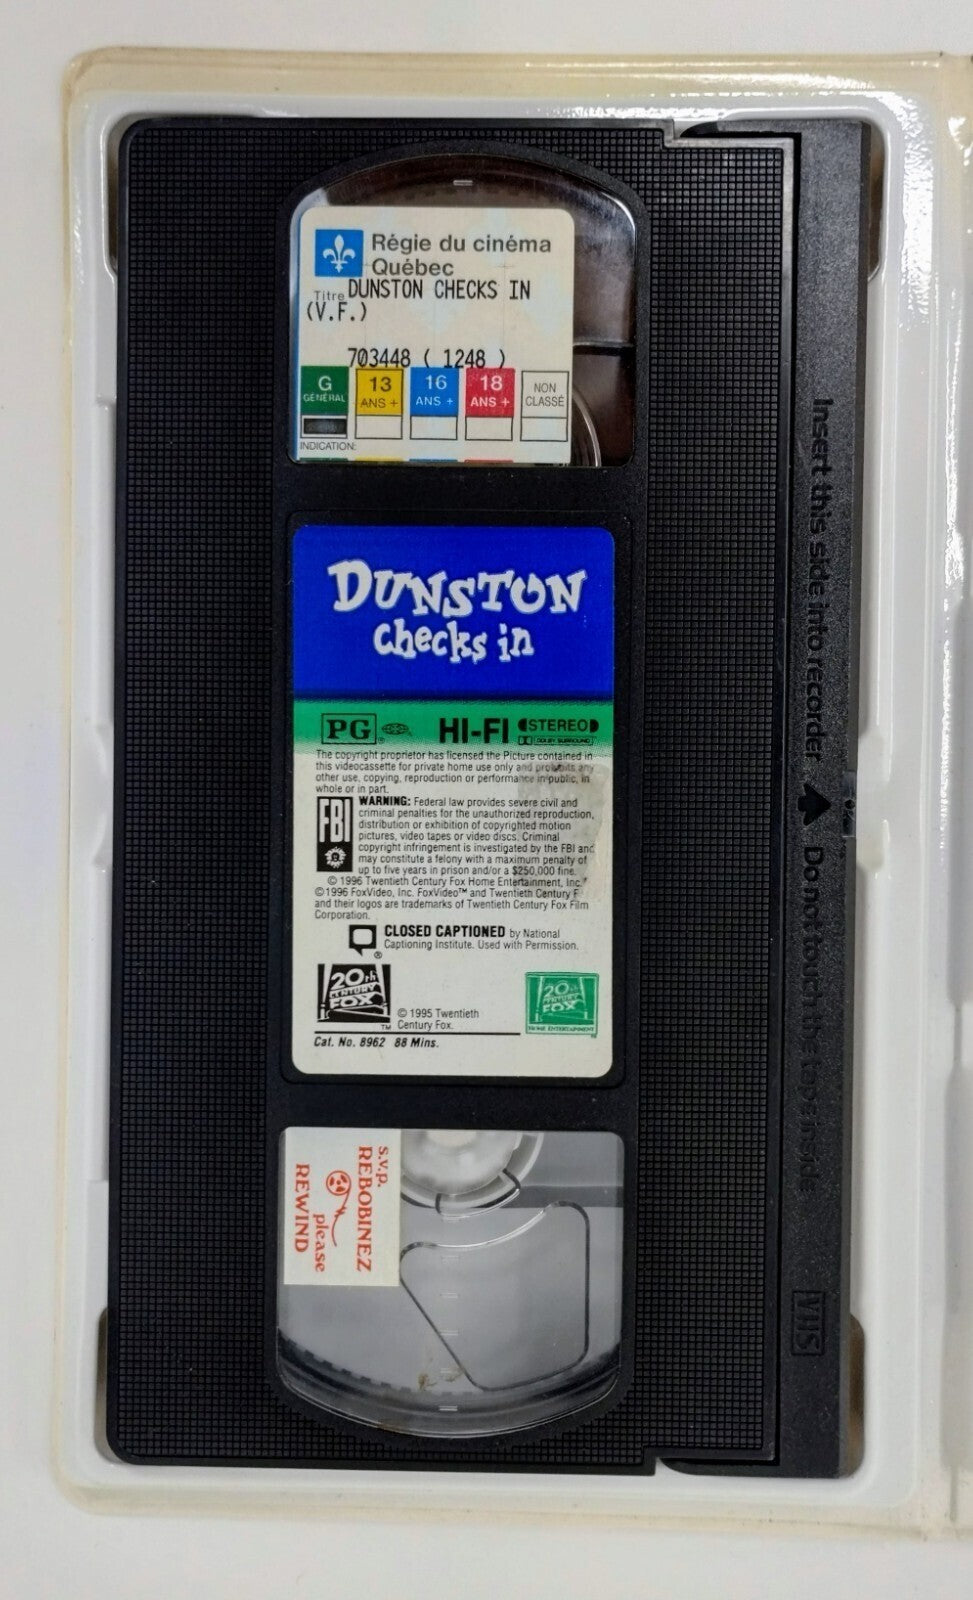 Régie du cinéma
Québec
Titre DUNSTON CHECKS IN
(V.F.)
703448 ( 1248 )
G
GÉNÉRAL
13
ANS +
16
ANS +
18
ANS +
NON
CLASSÉ
INDICATION:
DUNSTON
checks in
PG
HI-FI
STEREO
DOLBY SURROUND
The copyright proprietor has licensed the Picture contained in
this videocassette for private home use only and prohibits any
other use, copying, reproduction or performance in public, in
whole or in part.
FBI
WARNING: Federal law provides severe civil and
criminal penalties for the unauthorized reproduction,
distribution or exhibition of copyrighted motion
pictures, video tapes or video discs. Criminal
copyright infringement is investigated by the FBI and
may constitute a felony with a maximum penalty of
up to five years in prison and/or a $250,000 fine.
© 1996 Twentieth Century Fox Home Entertainment, Inc.
© 1996 FoxVideo, Inc. FoxVideo™ and Twentieth Century F
and their logos are trademarks of Twentieth Century Fox Film
Corporation.
CLOSED CAPTIONED by National
Captioning Institute. Used with Permission.
®
20th
CENTURY
FOX
TM
© 1995 Twentieth
Century Fox.
20th
CENTURY
FOX
HOME ENTERTAINMENT
Cat. No. 8962 88 Mins.
s.v.p.
REBOBINEZ
please
REWIND
Insert this side into recorder
Do not touch the tape inside
VHS